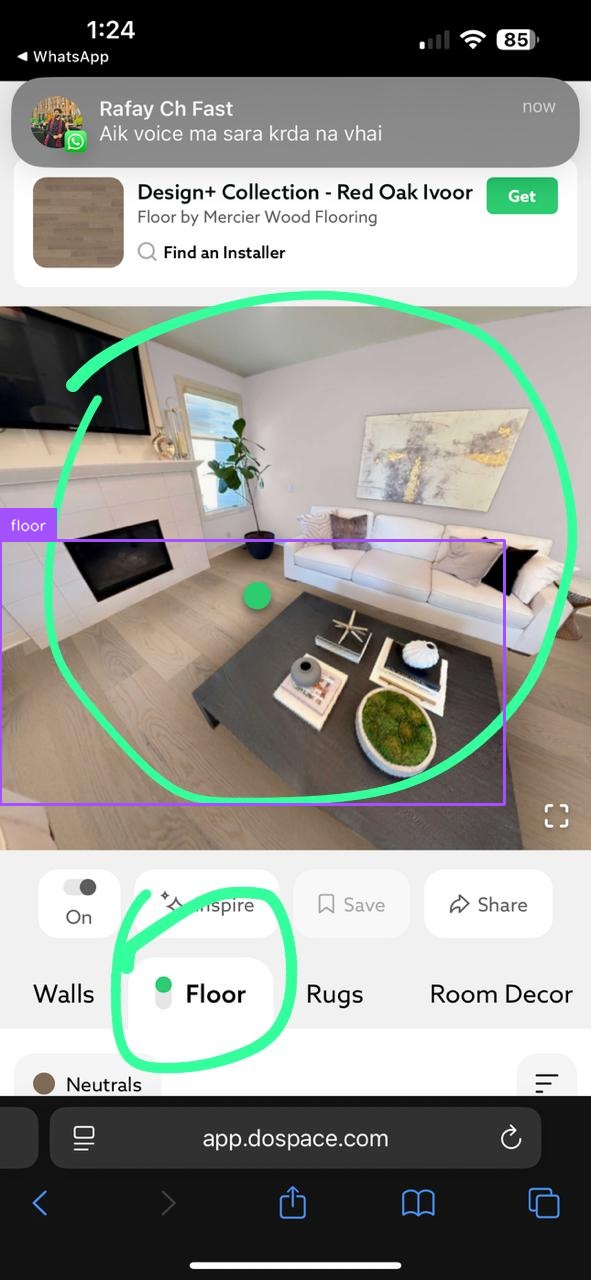 1:24
85
◀ WhatsApp
Rafay Ch Fast
now
Aik voice ma sara krda na vhai
Design+ Collection - Red Oak Ivoor
Get
Floor by Mercier Wood Flooring
Find an Installer
floor
On
Inspire
Save
Share
Walls
Floor
Rugs
Room Decor
Neutrals
app.dospace.com